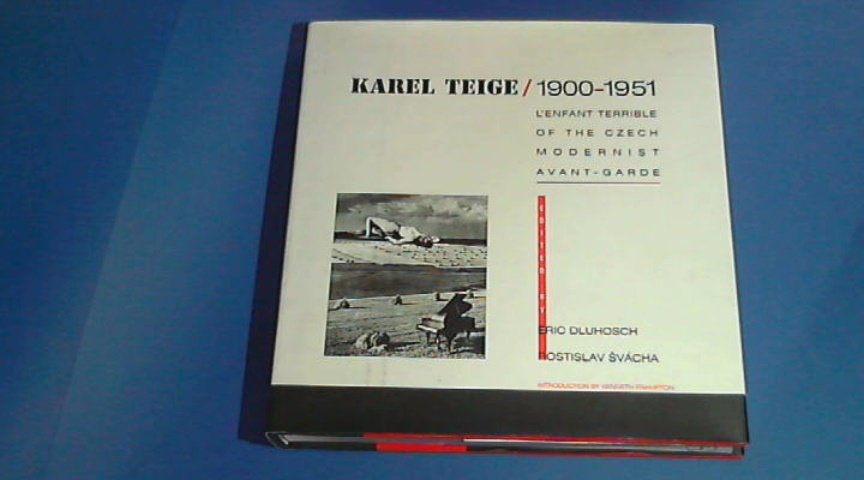 KAREL TEIGE/1900-1951
L'ENFANT TERRIBLE
OF THE CZECH
MODERNIST
AVANT-GARDE
EDITED BY
ERIC DLUHOSCH
ROSTISLAV ŠVÁCHA
INTRODUCTION BY KENNETH FRAMPTON